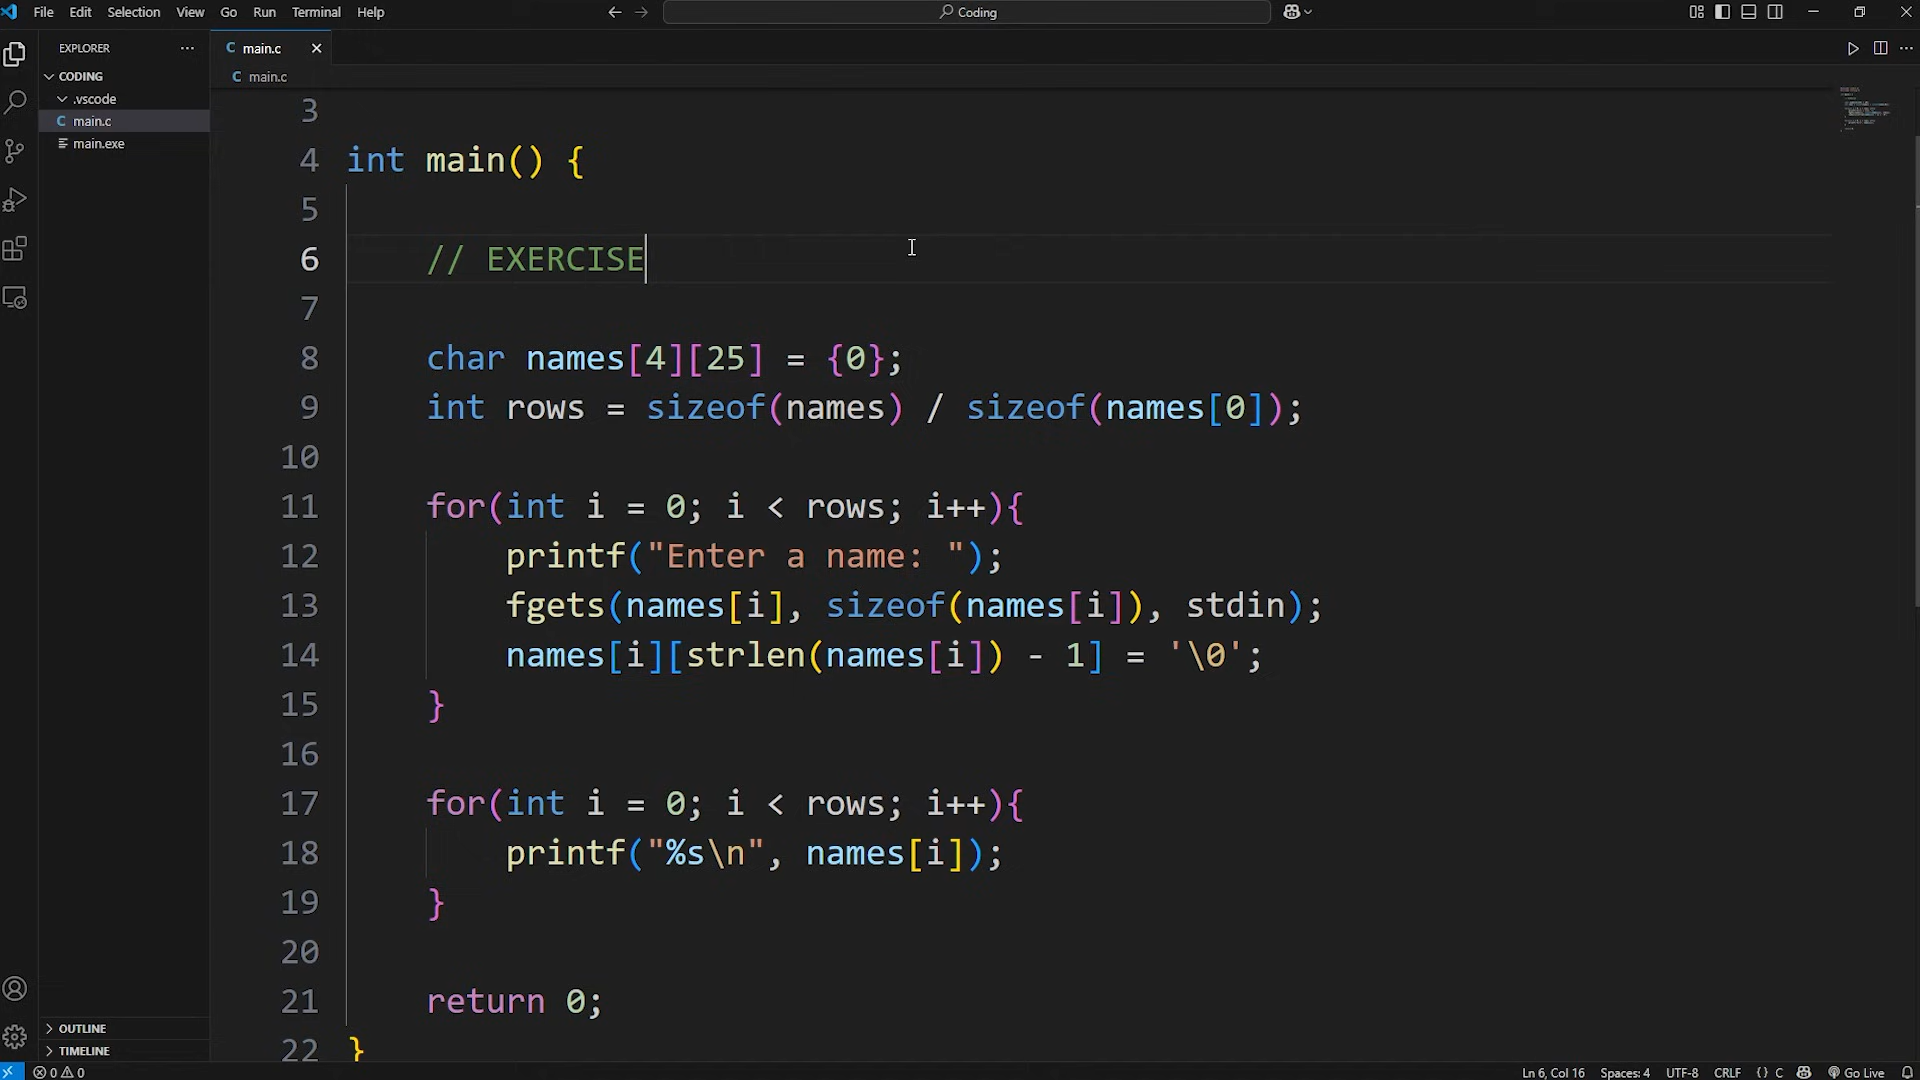 File Edit Selection View Go Run Terminal Help
Coding
EXPLORER
CODING
.vscode
C main.c
main.exe
OUTLINE
TIMELINE
C main.c
C main.c
3
4 int main() {
5
6 // EXERCISE
7
8 char names[4][25] = {0};
9 int rows = sizeof(names) / sizeof(names[0]);
10
11 for(int i = 0; i < rows; i++){
12 printf("Enter a name: ");
13 fgets(names[i], sizeof(names[i]), stdin);
14 names[i][strlen(names[i]) - 1] = '\0';
15 }
16
17 for(int i = 0; i < rows; i++){
18 printf("%s\n", names[i]);
19 }
20
21 return 0;
22 }
0 0
Ln 6, Col 16 Spaces: 4 UTF-8 CRLF {} C Go Live